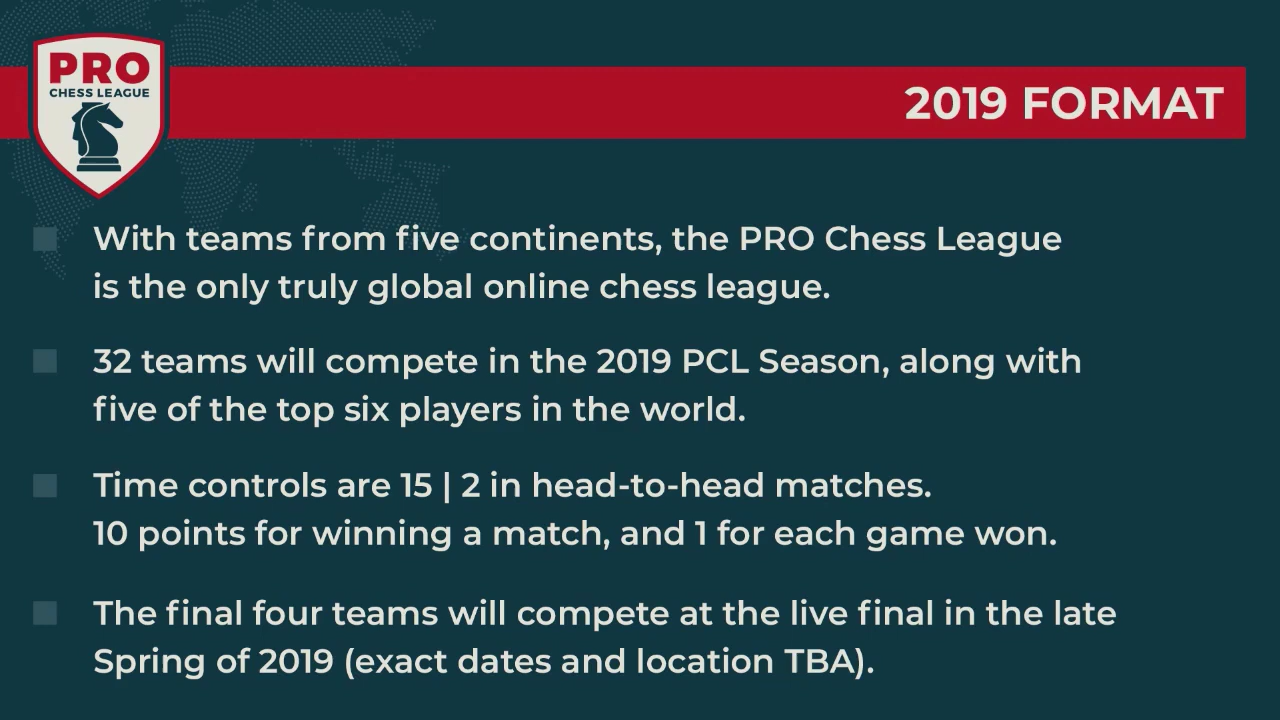 PRO
CHESS LEAGUE
2019 FORMAT
With teams from five continents, the PRO Chess League
is the only truly global online chess league.
32 teams will compete in the 2019 PCL Season, along with
five of the top six players in the world.
Time controls are 15 | 2 in head-to-head matches.
10 points for winning a match, and 1 for each game won.
The final four teams will compete at the live final in the late
Spring of 2019 (exact dates and location TBA).